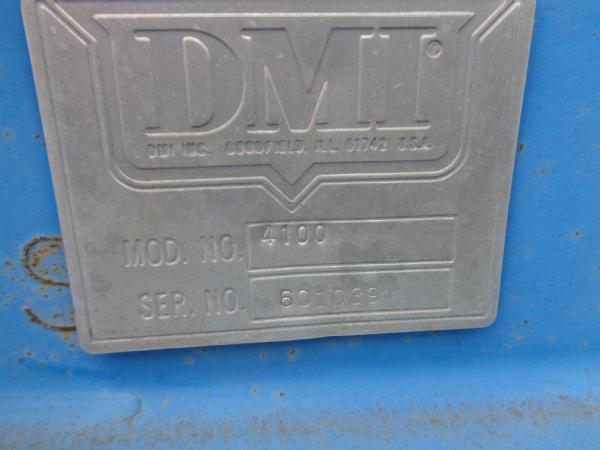 DMI®
DMI INC. GOODFIELD, ILL. 61742 U.S.A.
MOD. NO. 4100
SER. NO. 601039